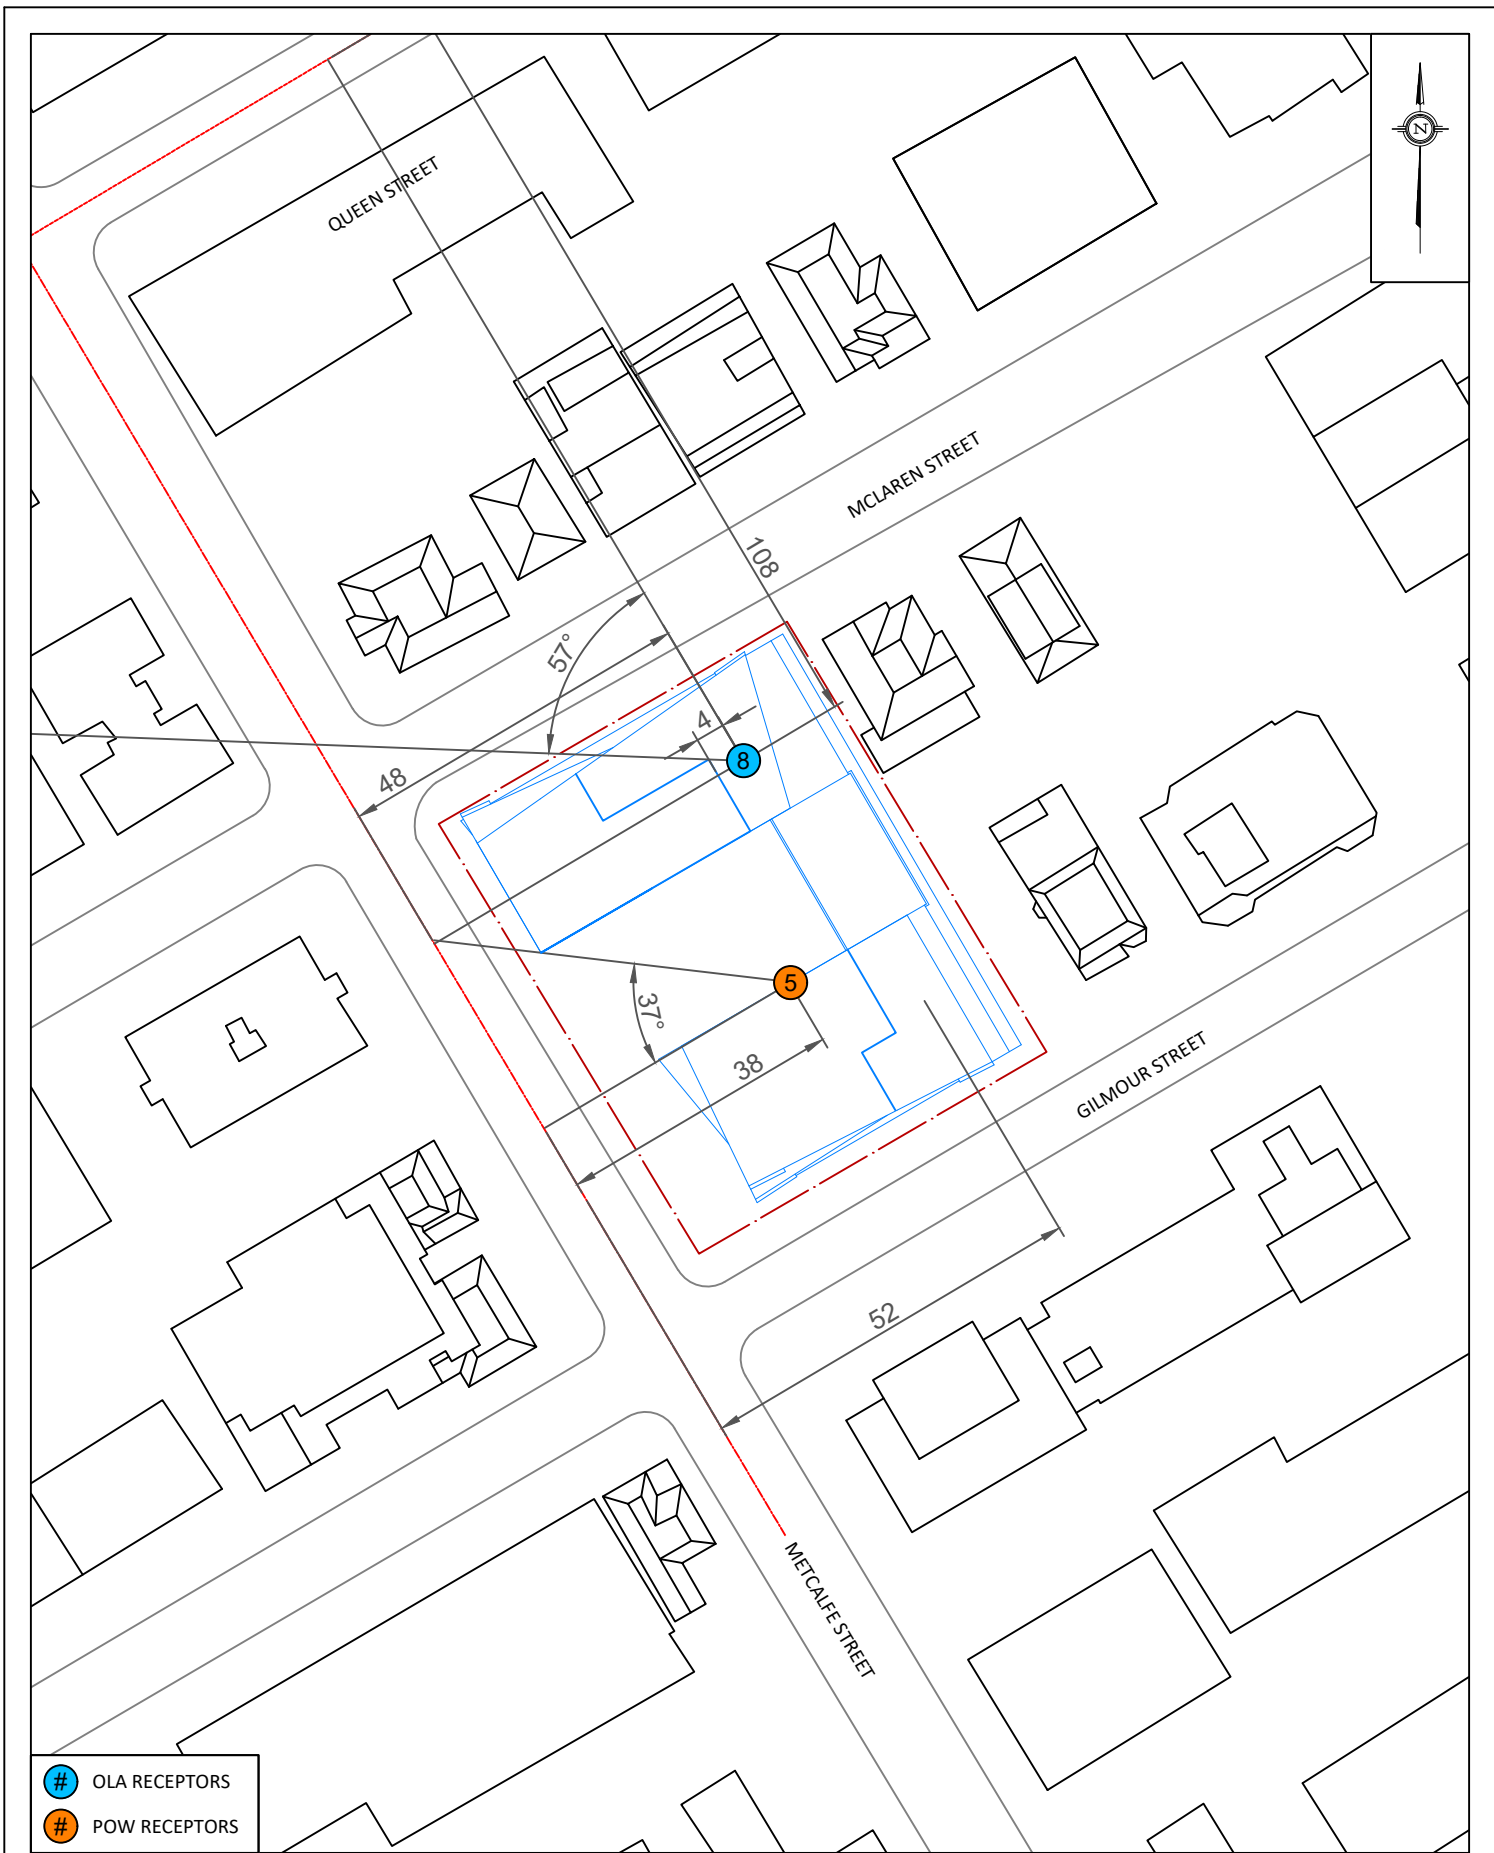 N
QUEEN STREET
MCLAREN STREET
108
57°
4
8
48
5
37°
38
GILMOUR STREET
52
METCALFE STREET
# OLA RECEPTORS
# POW RECEPTORS